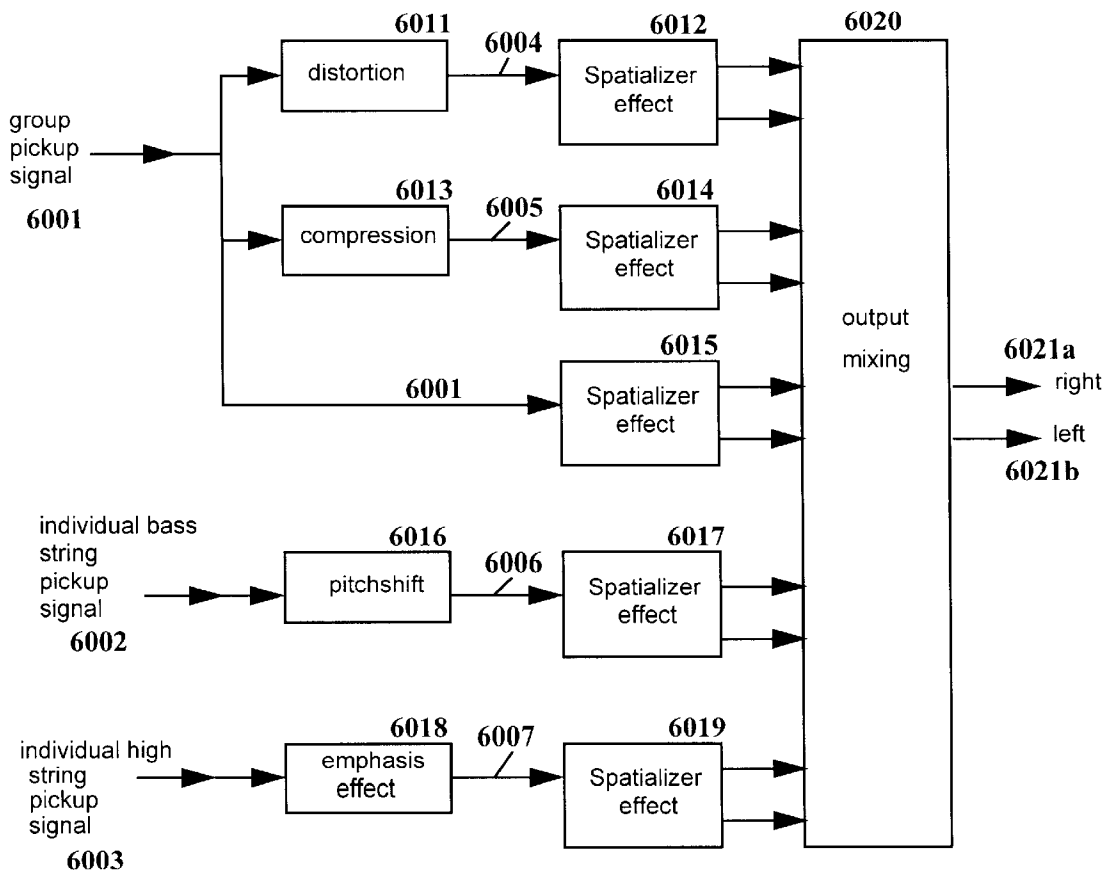 6011
distortion
6004
6012
Spatializer
effect
6020
group
pickup
signal
6001
6013
compression
6005
6014
Spatializer
effect
output
mixing
6015
6001
Spatializer
effect
6021a
right
left
6021b
individual bass
string
pickup
signal
6002
6016
pitchshift
6006
6017
Spatializer
effect
individual high
string
pickup
signal
6003
6018
emphasis
effect
6007
6019
Spatializer
effect